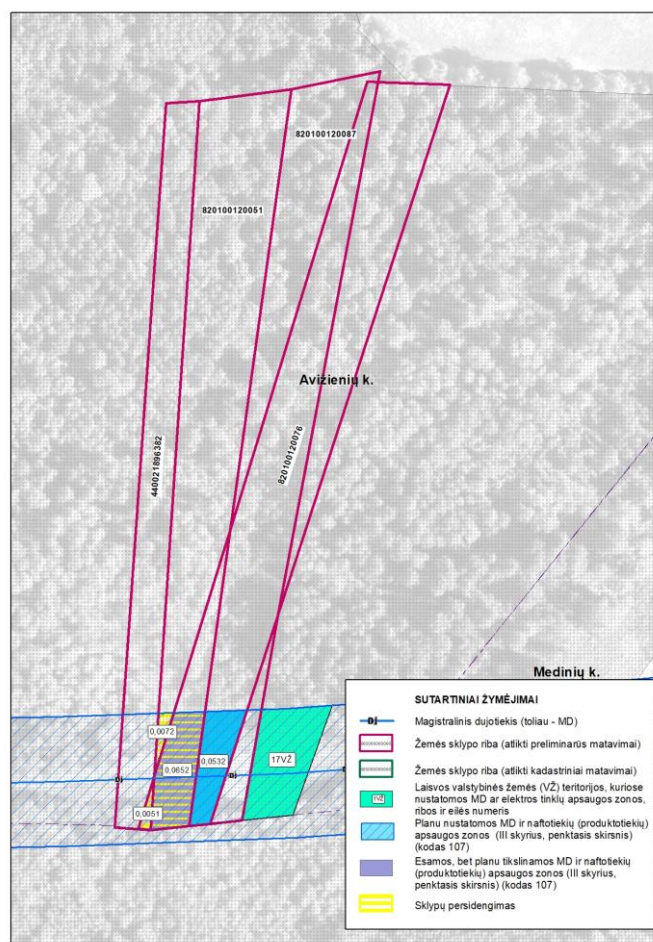 820100120087
820100120051
Avižienių k.
820100120076
440021896382
Medinių k.
0,0072
0,0652
0,0532
17VŽ
0,0051
Dj
Dj
SUTARTINIAI ŽYMĖJIMAI
Dj Magistralinis dujotiekis (toliau - MD)
Žemės sklypo riba (atlikti preliminarūs matavimai)
Žemės sklypo riba (atlikti kadastriniai matavimai)
Laisvos valstybinės žemės (VŽ) teritorijos, kuriose
nustatomos MD ar elektros tinklų apsaugos zonos,
ribos ir eilės numeris
Planu nustatomos MD ir naftotiekių (produktotiekių)
apsaugos zonos (III skyrius, penktasis skirsnis)
(kodas 107)
Esamos, bet planu tikslinamos MD ir naftotiekių
(produktotiekių) apsaugos zonos (III skyrius,
penktasis skirsnis) (kodas 107)
Sklypų persidengimas